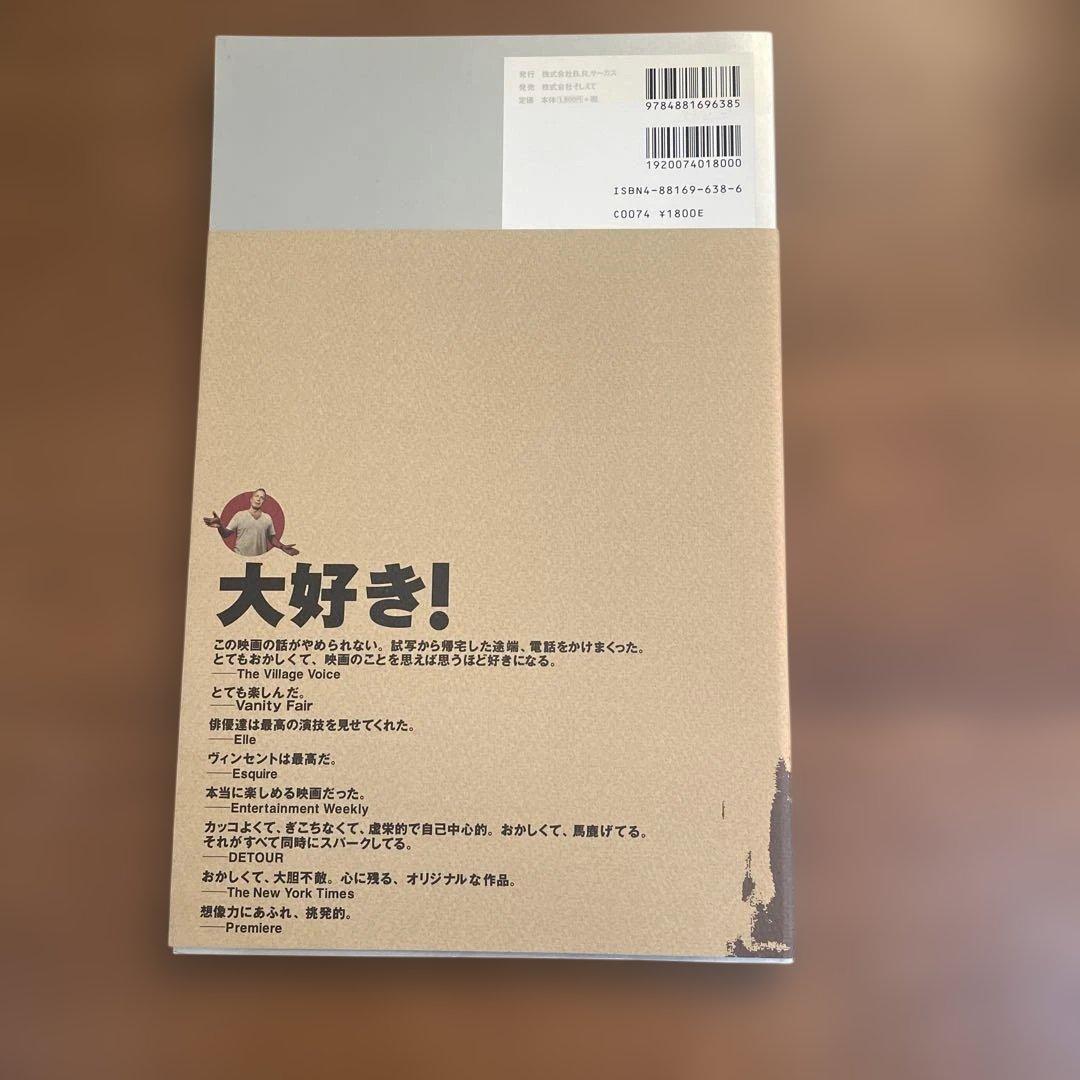 発行 株式会社B.R.サーカス
発売 株式会社そしえて
定価 本体1,800円+税
9784881696385
1920074018000
ISBN4-88169-638-6
C0074 ¥1800E
大好き!
この映画の話がやめられない。試写から帰宅した途端、電話をかけまくった。
とてもおかしくて、映画のことを思えば思うほど好きになる。
——The Village Voice
とても楽しんだ。
——Vanity Fair
俳優達は最高の演技を見せてくれた。
——Elle
ヴィンセントは最高だ。
——Esquire
本当に楽しめる映画だった。
——Entertainment Weekly
カッコよくて、ぎこちなくて、虚栄的で自己中心的。おかしくて、馬鹿げてる。
それがすべて同時にスパークしてる。
——DETOUR
おかしくて、大胆不敵。心に残る、オリジナルな作品。
——The New York Times
想像力にあふれ、挑発的。
——Premiere